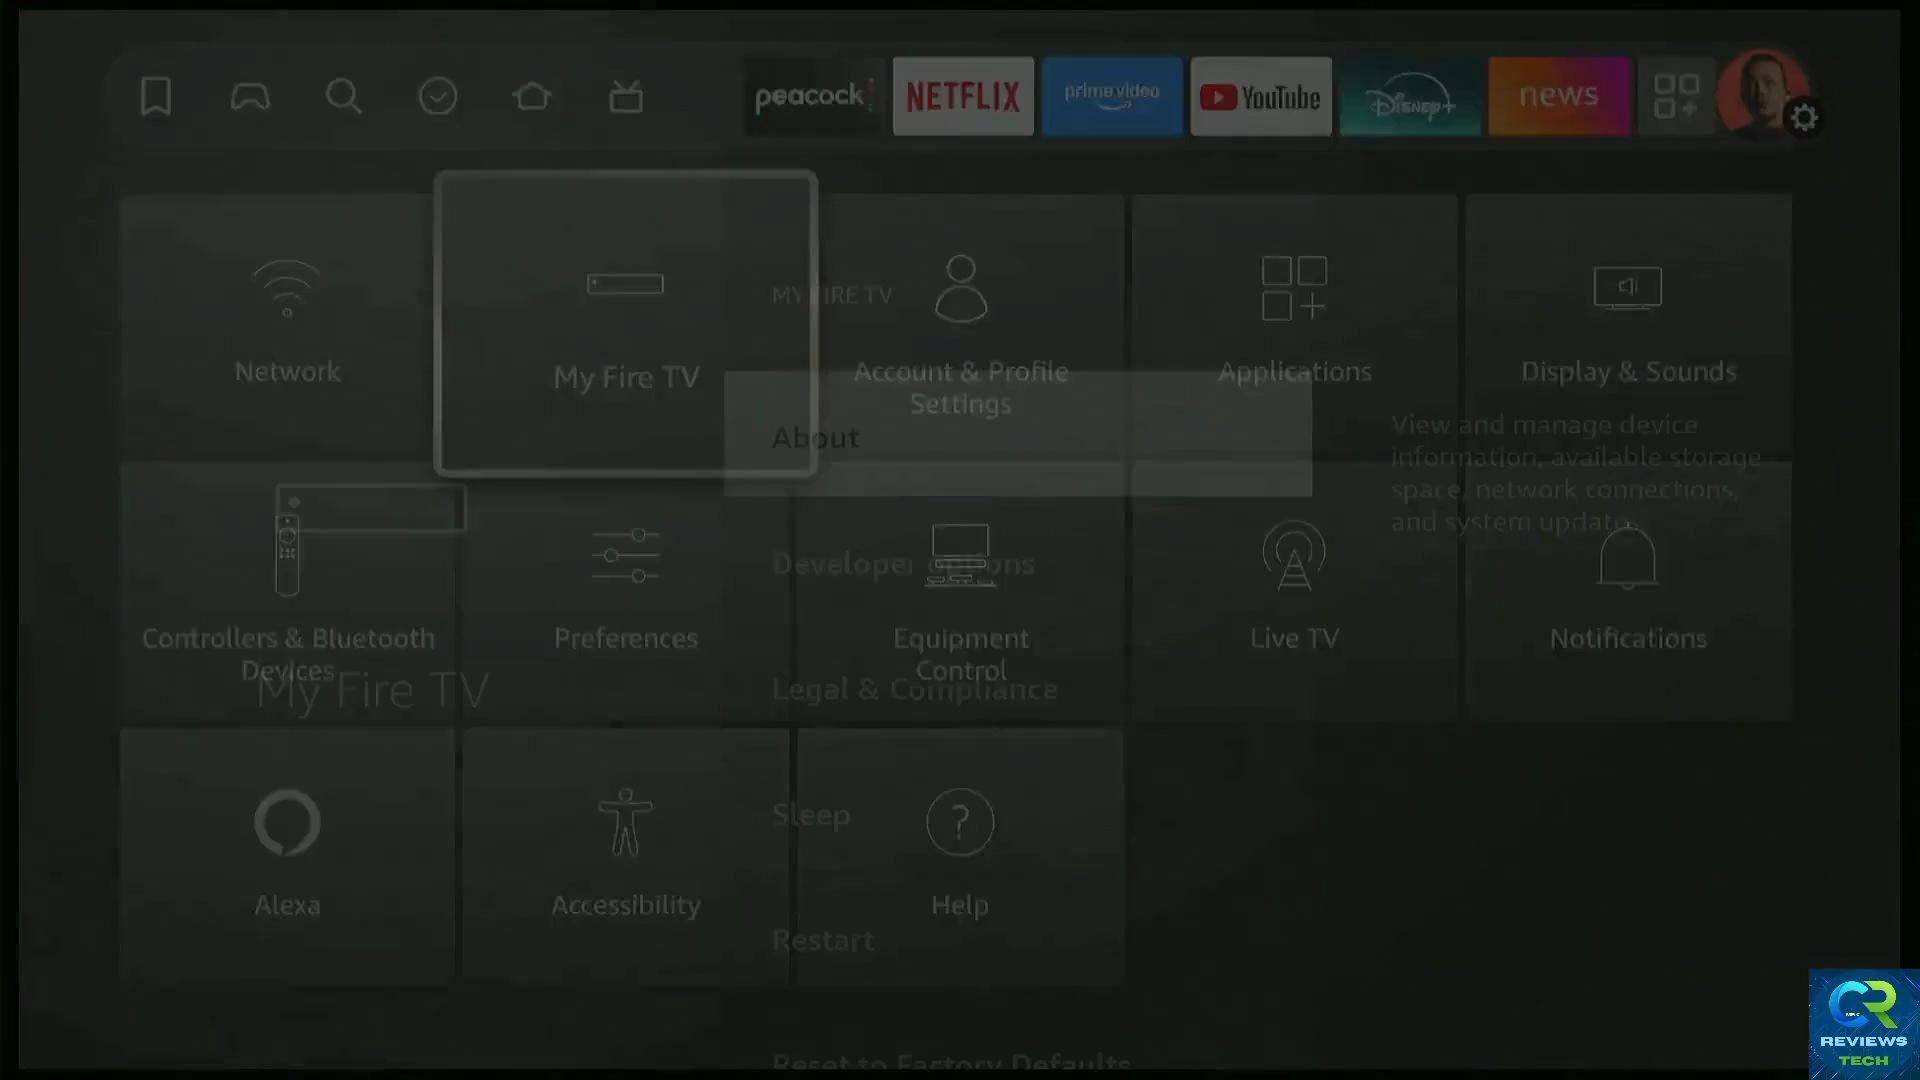 peacock
NETFLIX
prime video
YouTube
Disney+
news
MY FIRE TV
Network
My Fire TV
Account & Profile
Settings
Applications
Display & Sounds
About
View and manage device
information, available storage
space, network connections,
and system updates.
Developer options
Controllers & Bluetooth
Devices
Preferences
Equipment
Control
Live TV
Notifications
My Fire TV
Legal & Compliance
Sleep
Alexa
Accessibility
Help
Restart
Reset to Factory Defaults
CR
REVIEWS
TECH